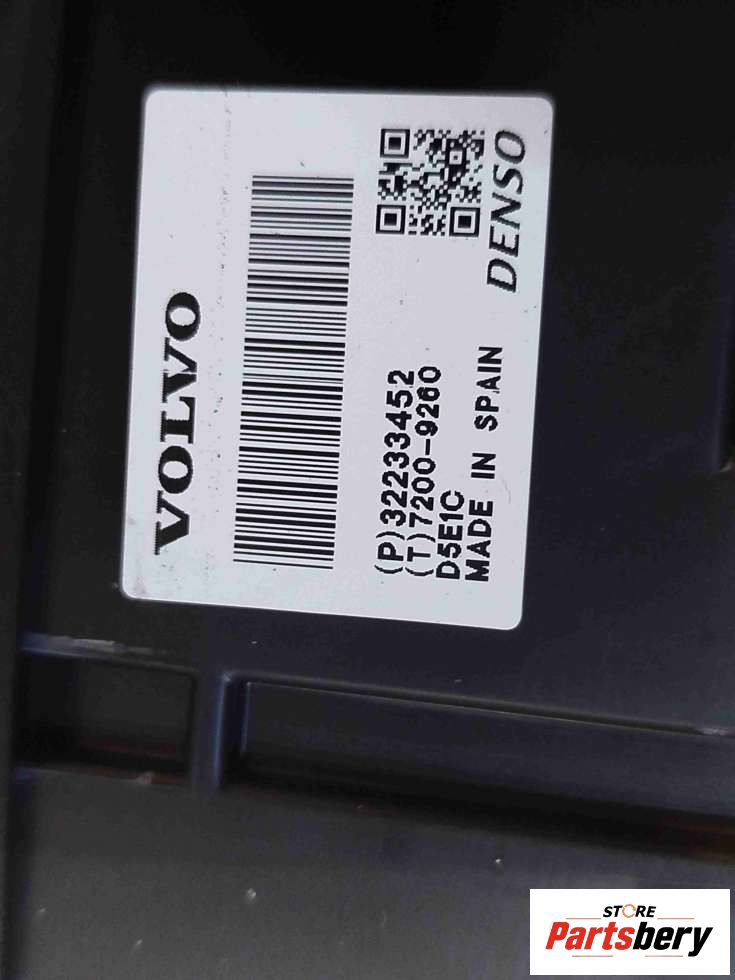 VOLVO
(P)32233452
(T)7200-9260
D5E1C
MADE IN SPAIN
DENSO
STORE
Partsbery